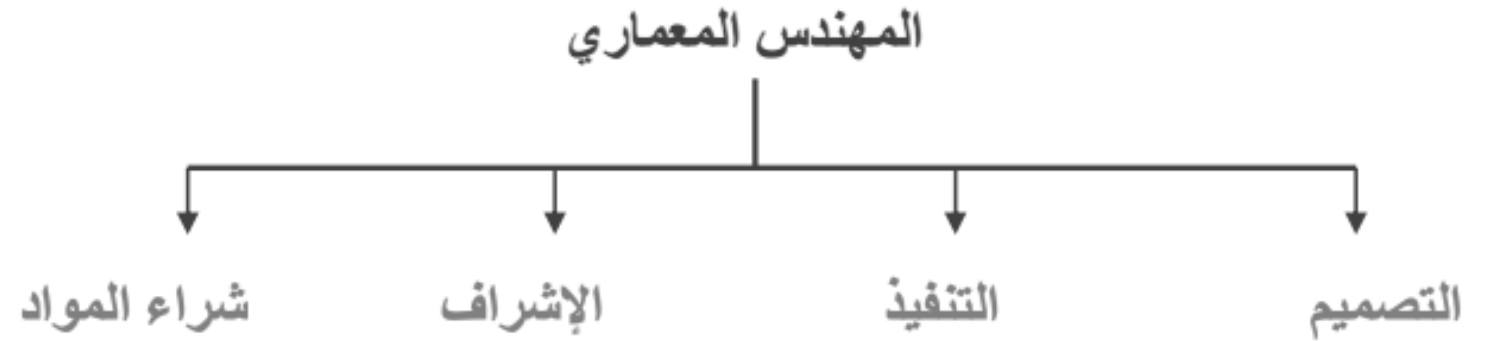 المهندس المعماري
التصميم
التنفيذ
الإشراف
شراء المواد